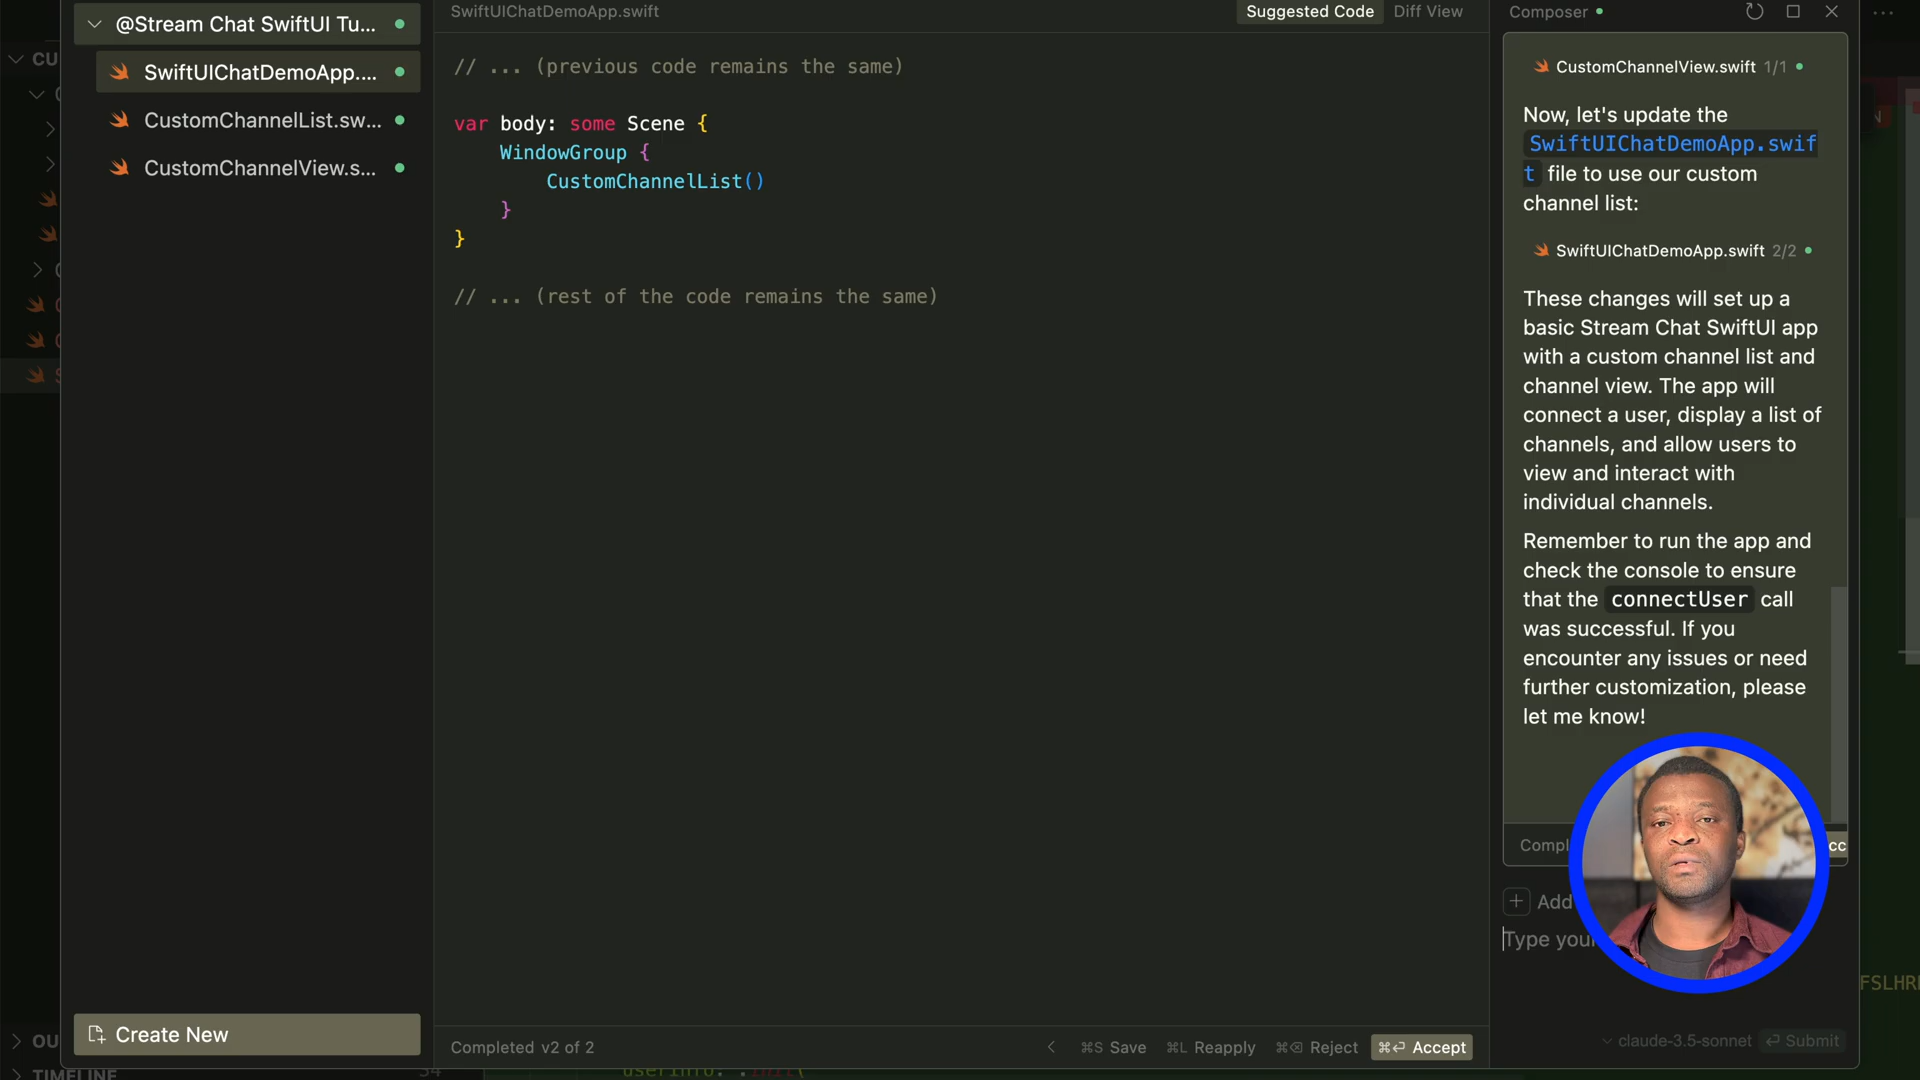 @Stream Chat SwiftUI Tu...
SwiftUIChatDemoApp....
CustomChannelList.sw...
CustomChannelView.s...
Create New
CU
OU
TIMELINE
SwiftUIChatDemoApp.swift
Suggested Code
Diff View
// ... (previous code remains the same)
var body: some Scene {
WindowGroup {
CustomChannelList()
}
}
// ... (rest of the code remains the same)
Completed v2 of 2
⌘S Save
⌘L Reapply
⌘⌫ Reject
⌘↵ Accept
34
Composer
CustomChannelView.swift 1/1
Now, let's update the
SwiftUIChatDemoApp.swif
t file to use our custom
channel list:
SwiftUIChatDemoApp.swift 2/2
These changes will set up a
basic Stream Chat SwiftUI app
with a custom channel list and
channel view. The app will
connect a user, display a list of
channels, and allow users to
view and interact with
individual channels.
Remember to run the app and
check the console to ensure
that the connectUser call
was successful. If you
encounter any issues or need
further customization, please
let me know!
Compl
cc
+ Add
Type your
FSLHR
claude-3.5-sonnet
↵ Submit